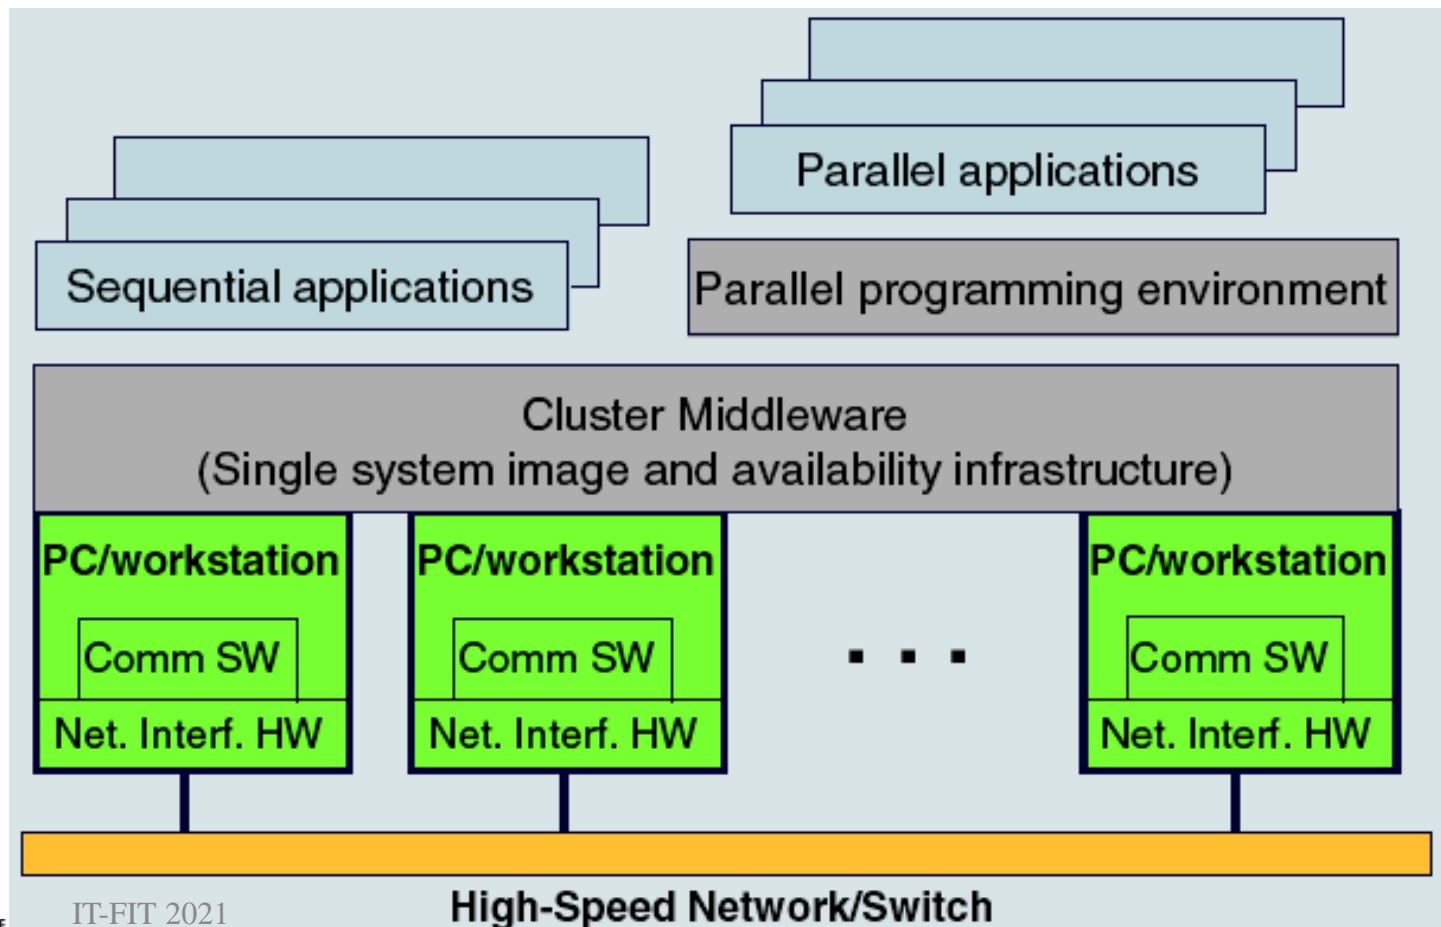 Parallel applications
Sequential applications
Parallel programming environment
Cluster Middleware
(Single system image and availability infrastructure)
PC/workstation PC/workstation PC/workstation
Comm SW Comm SW . . . Comm SW
Net. Interf. HW Net. Interf. HW Net. Interf. HW
High-Speed Network/Switch
IT-FIT 2021